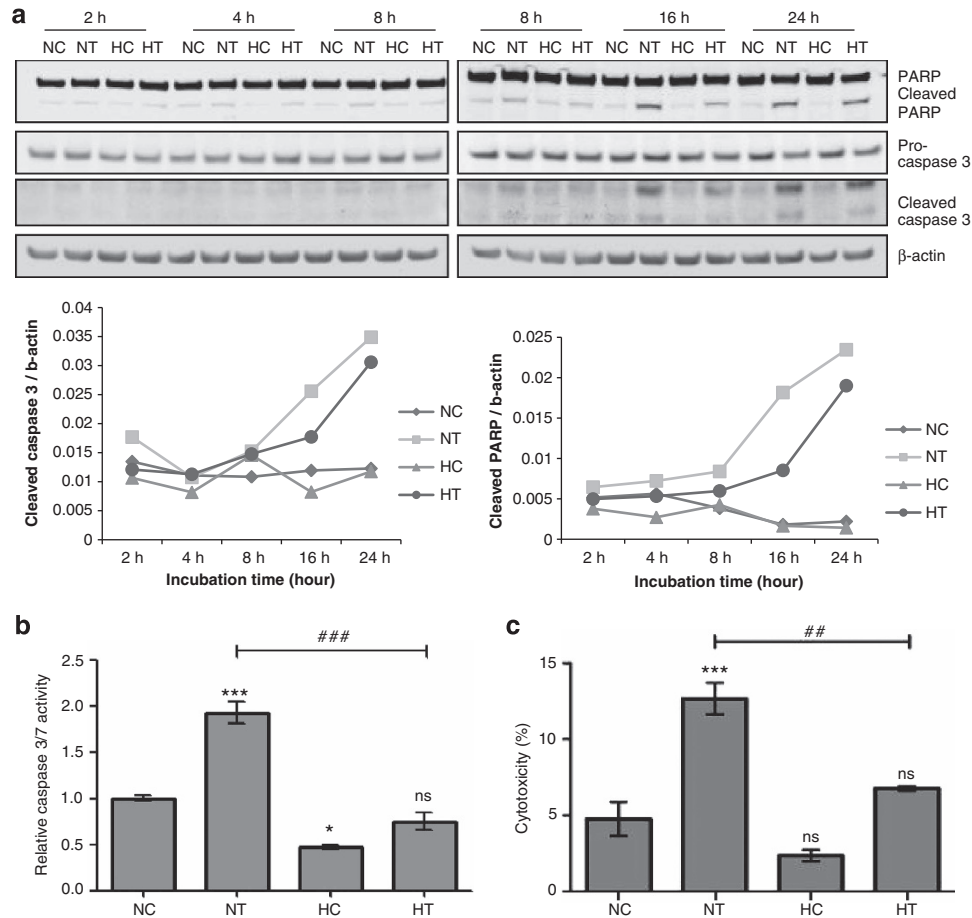 a
2 h 4 h 8 h 8 h 16 h 24 h
NC NT HC HT NC NT HC HT NC NT HC HT NC NT HC HT NC NT HC HT NC NT HC HT
PARP
Cleaved
PARP
Pro-
caspase 3
Cleaved
caspase 3
β-actin
Cleaved caspase 3 / b-actin
0.04
0.035
0.03
0.025
0.02
0.015
0.01
0.005
0
2 h 4 h 8 h 16 h 24 h
Incubation time (hour)
NC
NT
HC
HT
Cleaved PARP / b-actin
0.025
0.02
0.015
0.01
0.005
0
2 h 4 h 8 h 16 h 24 h
Incubation time (hour)
NC
NT
HC
HT
b
###
Relative caspase 3/7 activity
2.5
2.0
1.5
1.0
0.5
0.0
***
*
ns
NC NT HC HT
c
##
Cytotoxicity (%)
15
10
5
0
***
ns
ns
NC NT HC HT